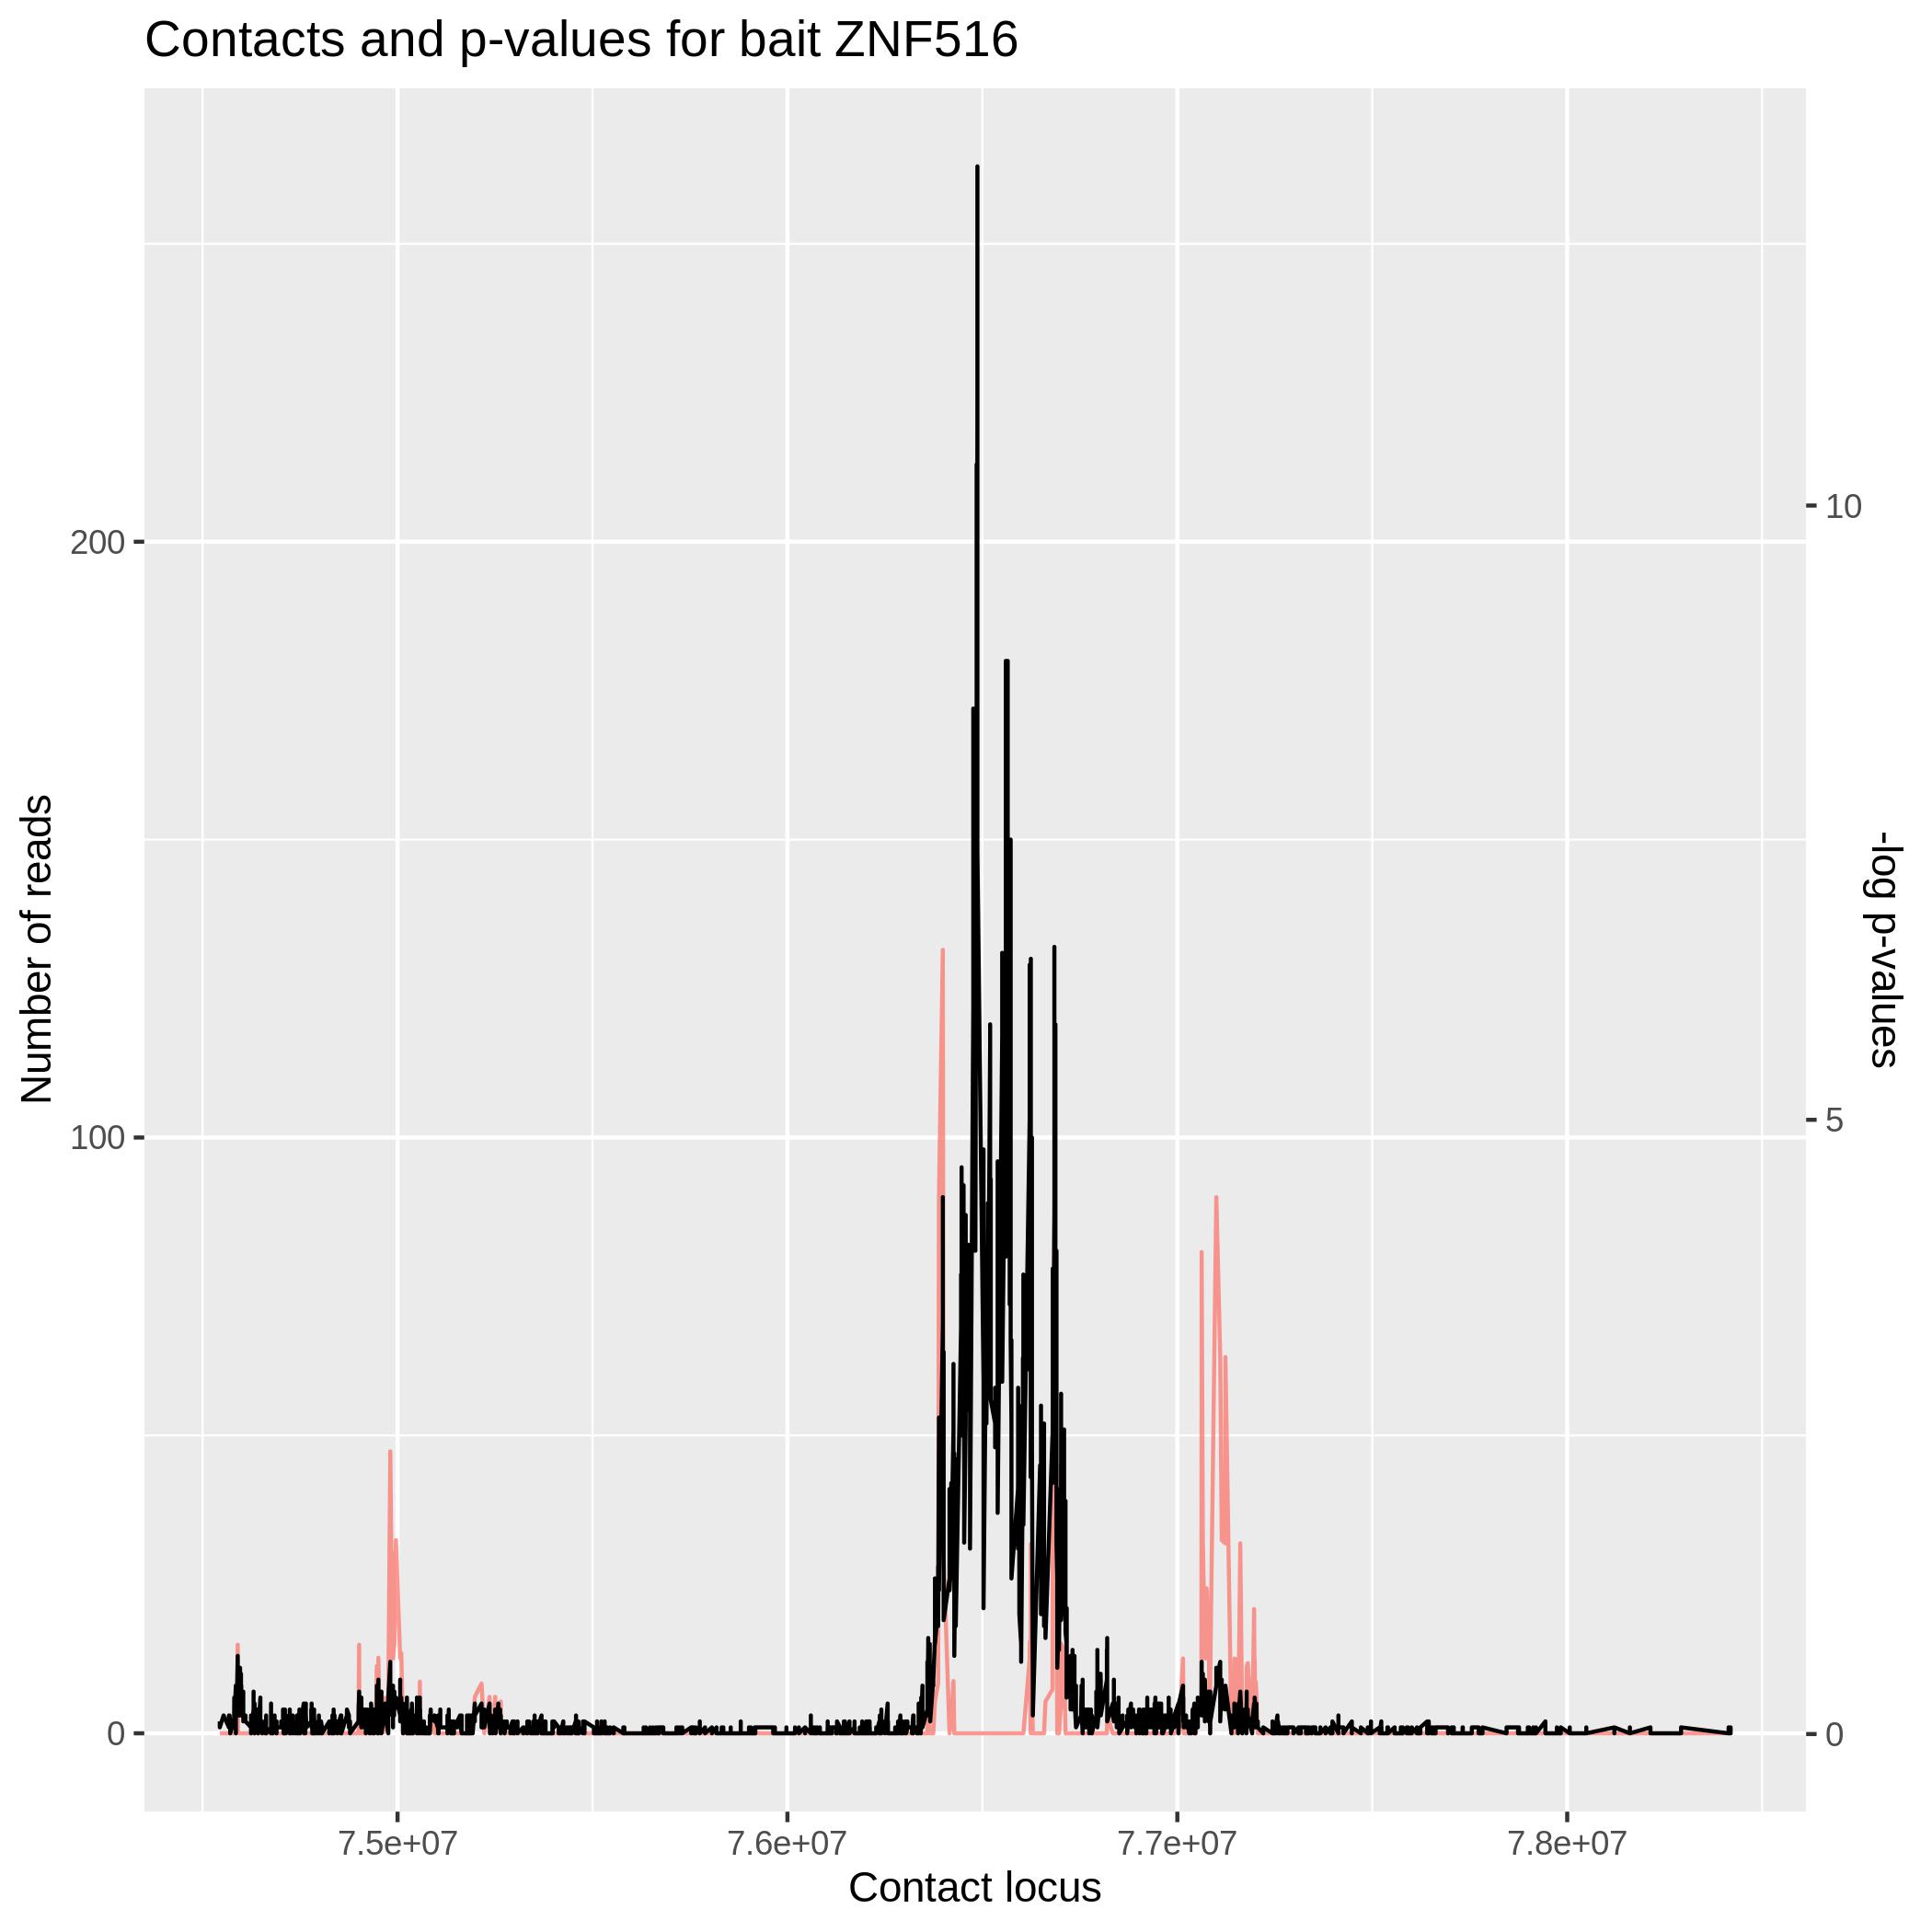 Contacts and p-values for bait ZNF516
Number of reads
200
100
0
10
5
0
-log p-values
7.5e+07 7.6e+07 7.7e+07 7.8e+07
Contact locus